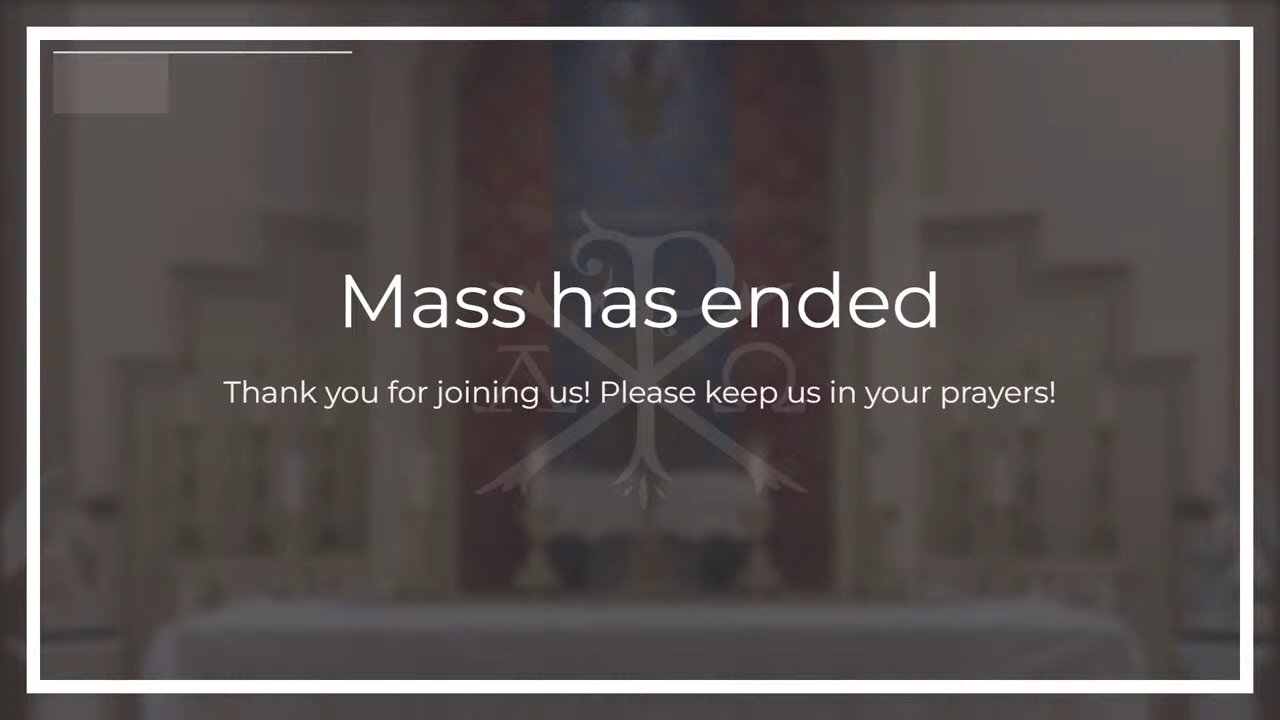 Mass has ended
Thank you for joining us! Please keep us in your prayers!
Α Ω